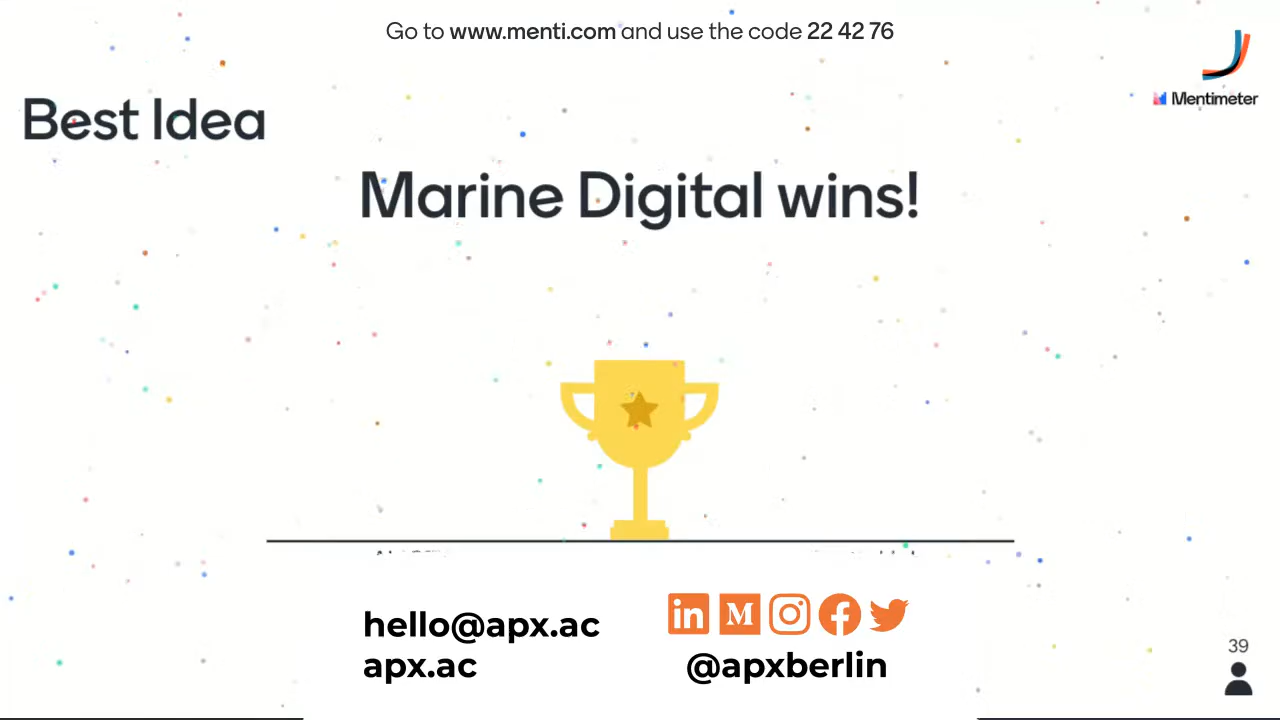 Go to www.menti.com and use the code 22 42 76
Mentimeter
Best Idea
Marine Digital wins!
hello@apx.ac
apx.ac
@apxberlin
39